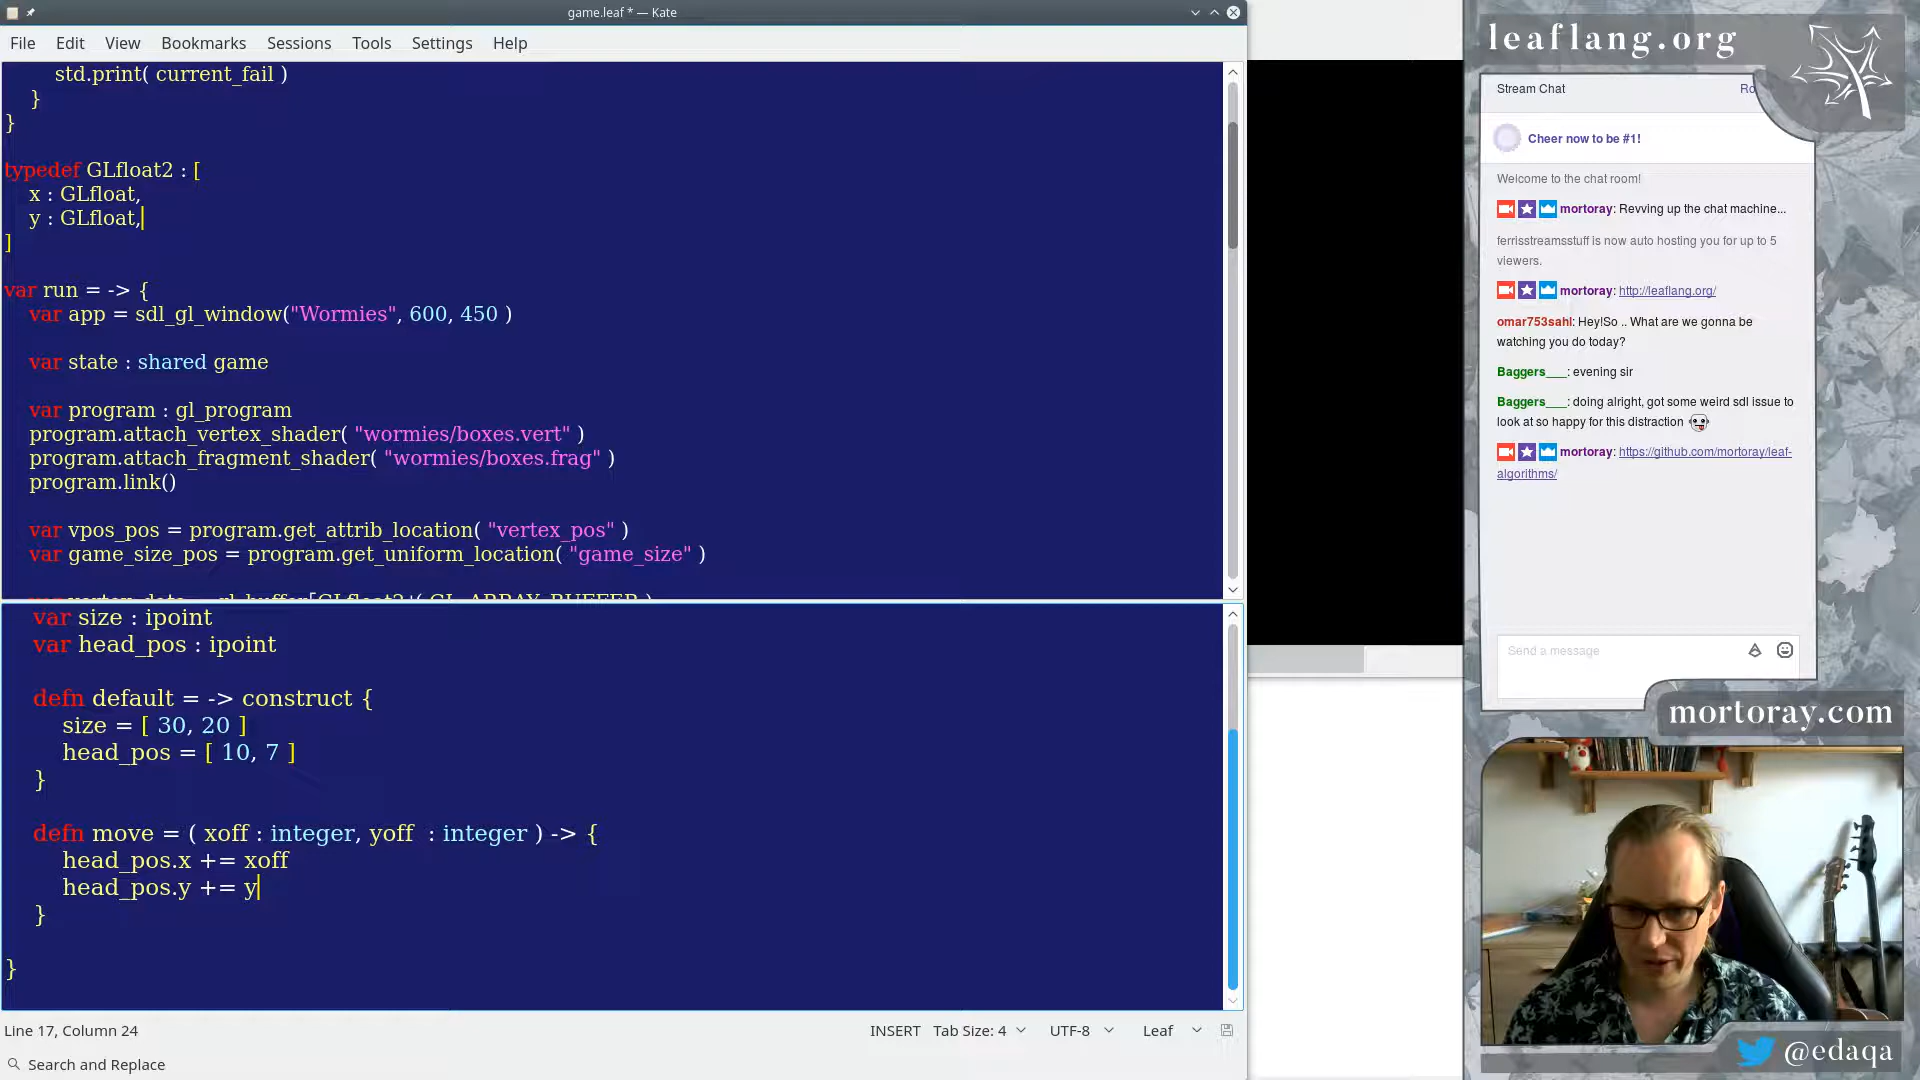 game.leaf * — Kate
File Edit View Bookmarks Sessions Tools Settings Help
std.print( current_fail )
}
}
typedef GLfloat2 : [
x : GLfloat,
y : GLfloat,
]
var run = -> {
var app = sdl_gl_window("Wormies", 600, 450 )
var state : shared game
var program : gl_program
program.attach_vertex_shader( "wormies/boxes.vert" )
program.attach_fragment_shader( "wormies/boxes.frag" )
program.link()
var vpos_pos = program.get_attrib_location( "vertex_pos" )
var game_size_pos = program.get_uniform_location( "game_size" )
var size : ipoint
var head_pos : ipoint
defn default = -> construct {
size = [ 30, 20 ]
head_pos = [ 10, 7 ]
}
defn move = ( xoff : integer, yoff  : integer ) -> {
head_pos.x += xoff
head_pos.y += y
}
}
Line 17, Column 24
INSERT Tab Size: 4 UTF-8 Leaf
Search and Replace
leaflang.org
Stream Chat
Ro
Cheer now to be #1!
Welcome to the chat room!
mortoray: Revving up the chat machine...
ferrisstreamsstuff is now auto hosting you for up to 5
viewers.
mortoray: http://leaflang.org/
omar753sahl: Hey!So .. What are we gonna be
watching you do today?
Baggers___: evening sir
Baggers___: doing alright, got some weird sdl issue to
look at so happy for this distraction
mortoray: https://github.com/mortoray/leaf-
algorithms/
Send a message
mortoray.com
@edaqa